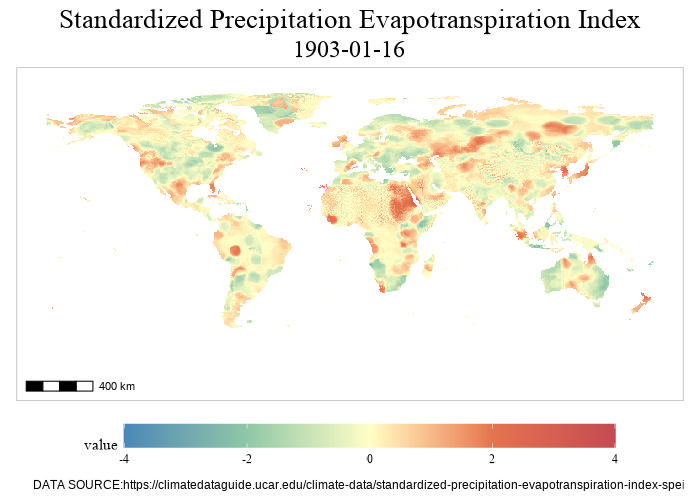 Standardized Precipitation Evapotranspiration Index
1903-01-16
400 km
value
-4 -2 0 2 4
DATA SOURCE:https://climatedataguide.ucar.edu/climate-data/standardized-precipitation-evapotranspiration-index-spei